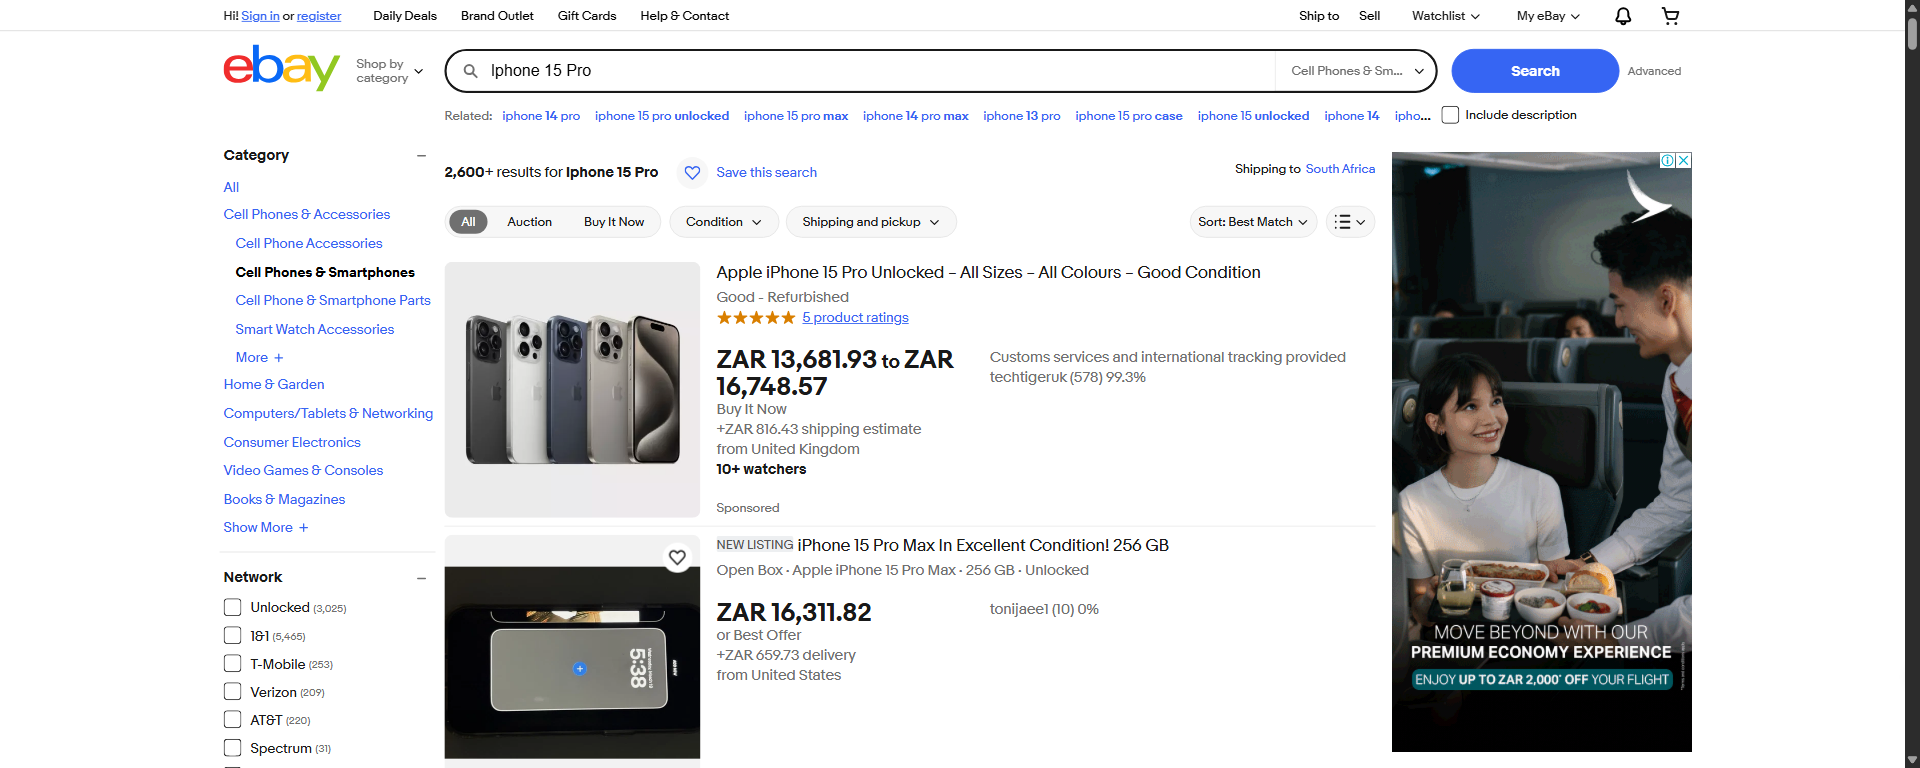 Hi! Sign in or register
Daily Deals
Brand Outlet
Gift Cards
Help & Contact
Ship to
Sell
Watchlist
My eBay
ebay
Shop by
category
Iphone 15 Pro
Cell Phones & Sm...
Search
Advanced
Related: iphone 14 pro iphone 15 pro unlocked iphone 15 pro max iphone 14 pro max iphone 13 pro iphone 15 pro case iphone 15 unlocked iphone 14 ipho...
Include description
Category
All
Cell Phones & Accessories
Cell Phone Accessories
Cell Phones & Smartphones
Cell Phone & Smartphone Parts
Smart Watch Accessories
More +
Home & Garden
Computers/Tablets & Networking
Consumer Electronics
Video Games & Consoles
Books & Magazines
Show More +
Network
Unlocked (3,025)
1&1 (5,465)
T-Mobile (253)
Verizon (209)
AT&T (220)
Spectrum (31)
2,600+ results for Iphone 15 Pro
Save this search
Shipping to South Africa
All
Auction
Buy It Now
Condition
Shipping and pickup
Sort: Best Match
Apple iPhone 15 Pro Unlocked - All Sizes - All Colours - Good Condition
Good - Refurbished
5 product ratings
ZAR 13,681.93 to ZAR
16,748.57
Buy It Now
+ZAR 816.43 shipping estimate
from United Kingdom
10+ watchers
Customs services and international tracking provided
techtigeruk (578) 99.3%
Sponsored
NEW LISTING iPhone 15 Pro Max In Excellent Condition! 256 GB
Open Box · Apple iPhone 15 Pro Max · 256 GB · Unlocked
ZAR 16,311.82
or Best Offer
+ZAR 659.73 delivery
from United States
tonijaee1 (10) 0%
5:38
MOVE BEYOND WITH OUR
PREMIUM ECONOMY EXPERIENCE
ENJOY UP TO ZAR 2,000* OFF YOUR FLIGHT